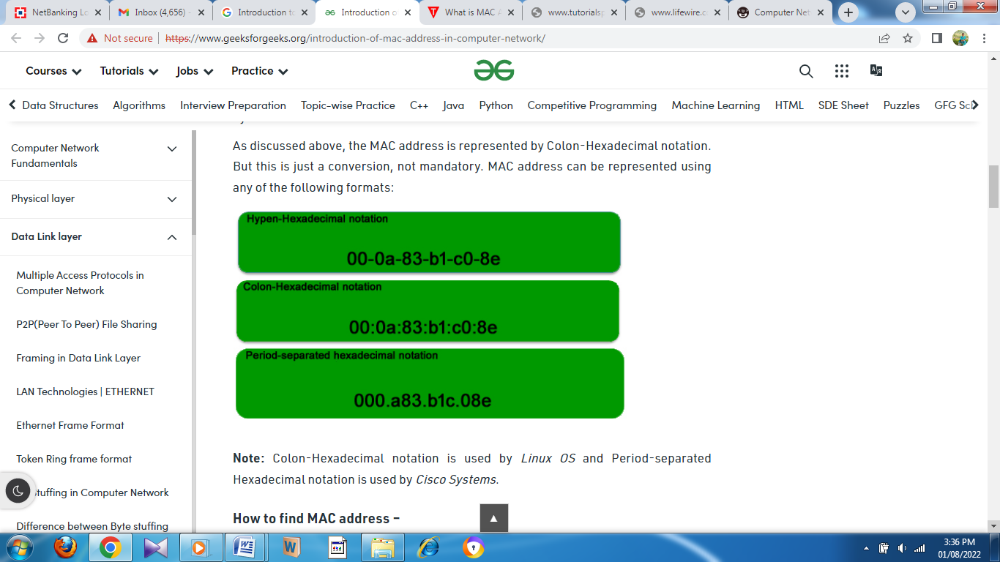 NetBanking Lo
Inbox (4,656) -
Introduction to
Introduction o
What is MAC A
www.tutorialsp
www.lifewire.c
Computer Net
Not secure
https://www.geeksforgeeks.org/introduction-of-mac-address-in-computer-network/
Courses
Tutorials
Jobs
Practice
Data Structures
Algorithms
Interview Preparation
Topic-wise Practice
C++
Java
Python
Competitive Programming
Machine Learning
HTML
SDE Sheet
Puzzles
GFG Sch
Computer Network
Fundamentals
Physical layer
Data Link layer
Multiple Access Protocols in
Computer Network
P2P(Peer To Peer) File Sharing
Framing in Data Link Layer
LAN Technologies | ETHERNET
Ethernet Frame Format
Token Ring frame format
tuffing in Computer Network
Difference between Byte stuffing
As discussed above, the MAC address is represented by Colon-Hexadecimal notation.
But this is just a conversion, not mandatory. MAC address can be represented using
any of the following formats:
Hypen-Hexadecimal notation
00-0a-83-b1-c0-8e
Colon-Hexadecimal notation
00:0a:83:b1:c0:8e
Period-separated hexadecimal notation
000.a83.b1c.08e
Note: Colon-Hexadecimal notation is used by Linux OS and Period-separated
Hexadecimal notation is used by Cisco Systems.
How to find MAC address –
3:36 PM
01/08/2022